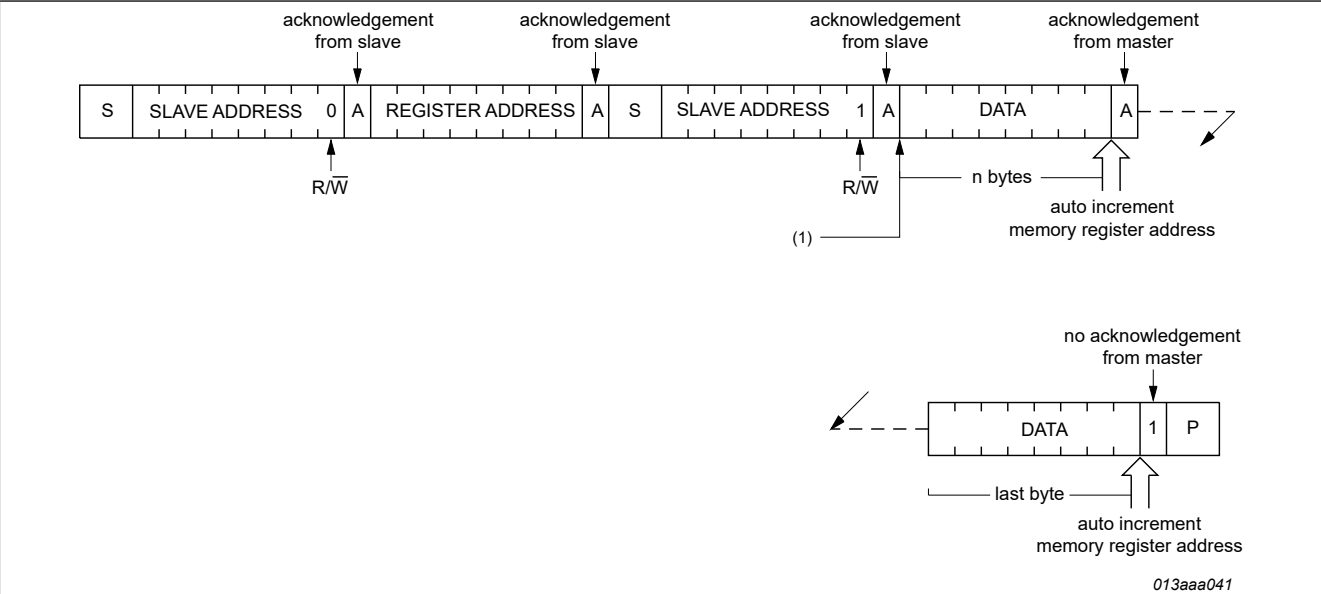 acknowledgement
from slave
acknowledgement
from slave
acknowledgement
from slave
acknowledgement
from master
S SLAVE ADDRESS 0 A REGISTER ADDRESS A S SLAVE ADDRESS 1 A DATA A
R/W̅
R/W̅
n bytes
auto increment
memory register address
(1)
no acknowledgement
from master
DATA 1 P
last byte
auto increment
memory register address
013aaa041